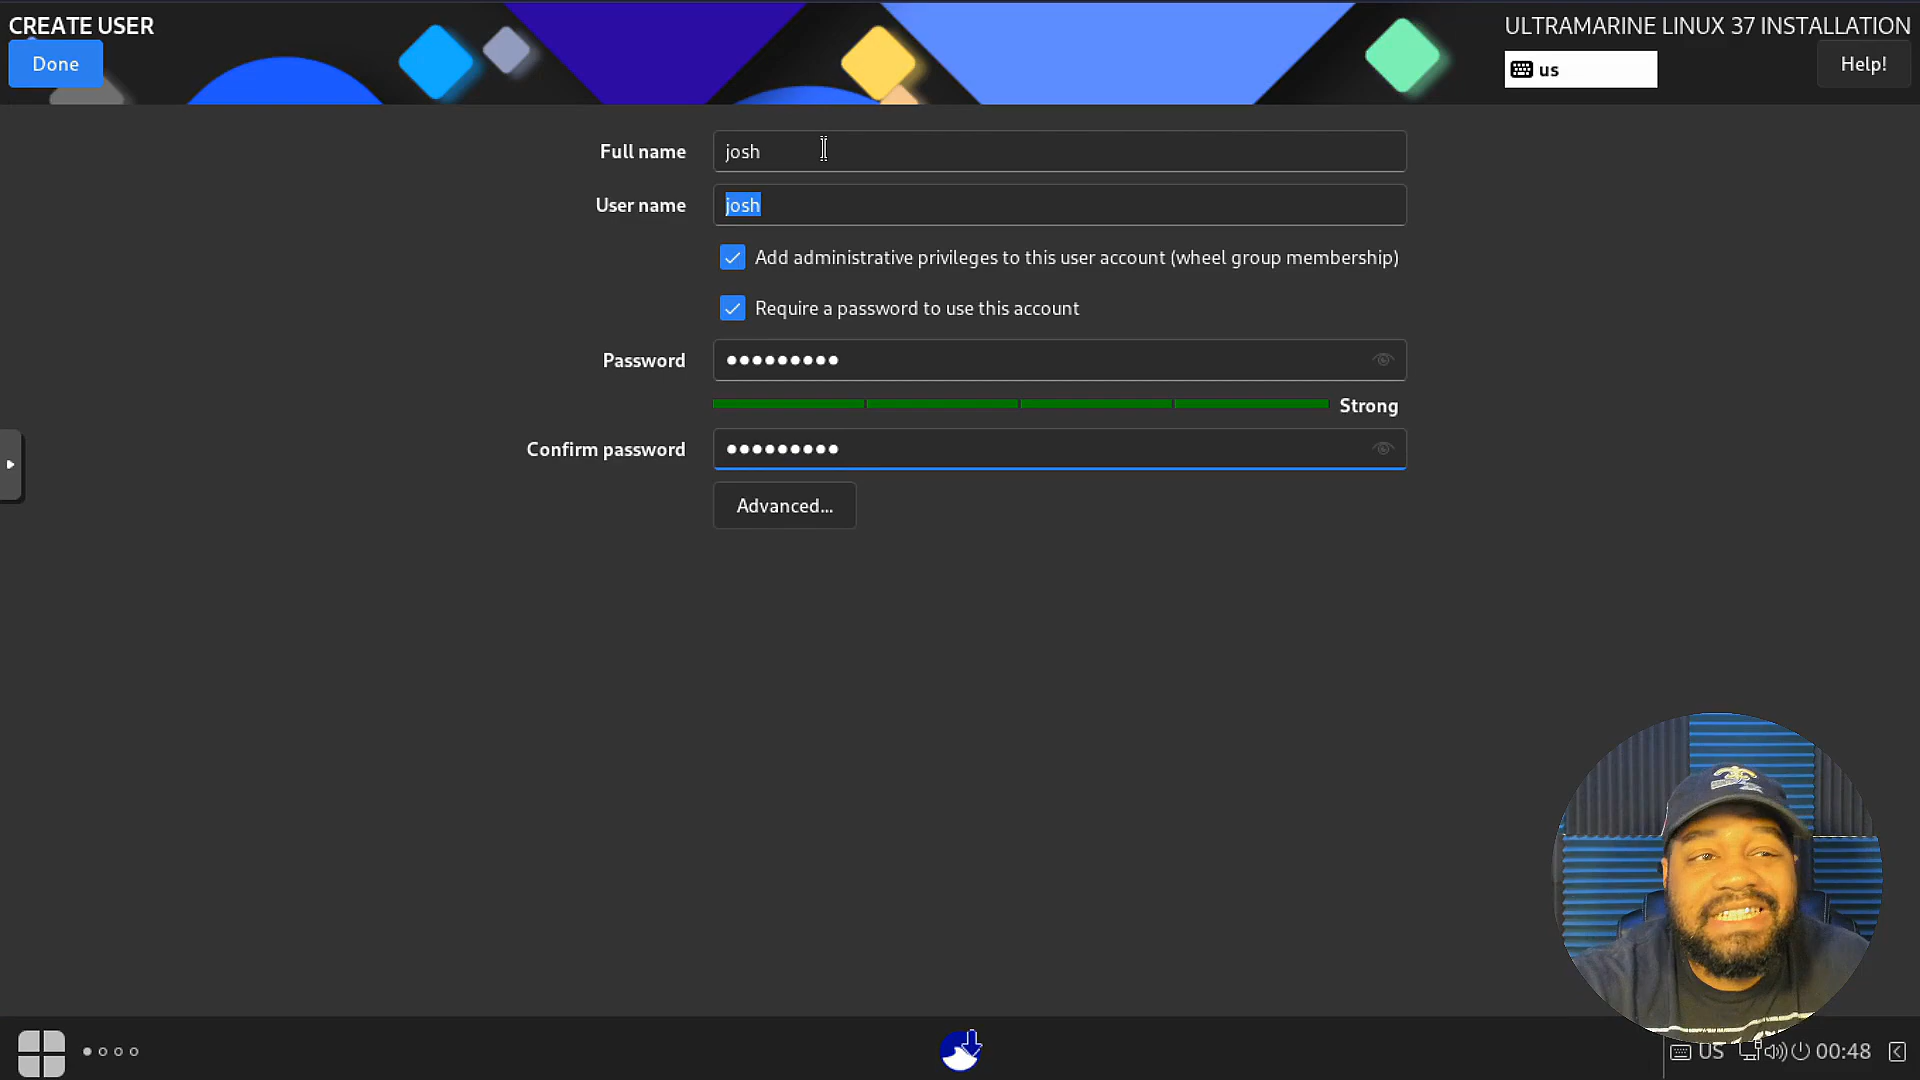 CREATE USER
ULTRAMARINE LINUX 37 INSTALLATION
Done
us
Help!
Full name
josh
User name
josh
Add administrative privileges to this user account (wheel group membership)
Require a password to use this account
Password
●●●●●●●●●
Strong
Confirm password
●●●●●●●●●
Advanced...
US
00:48